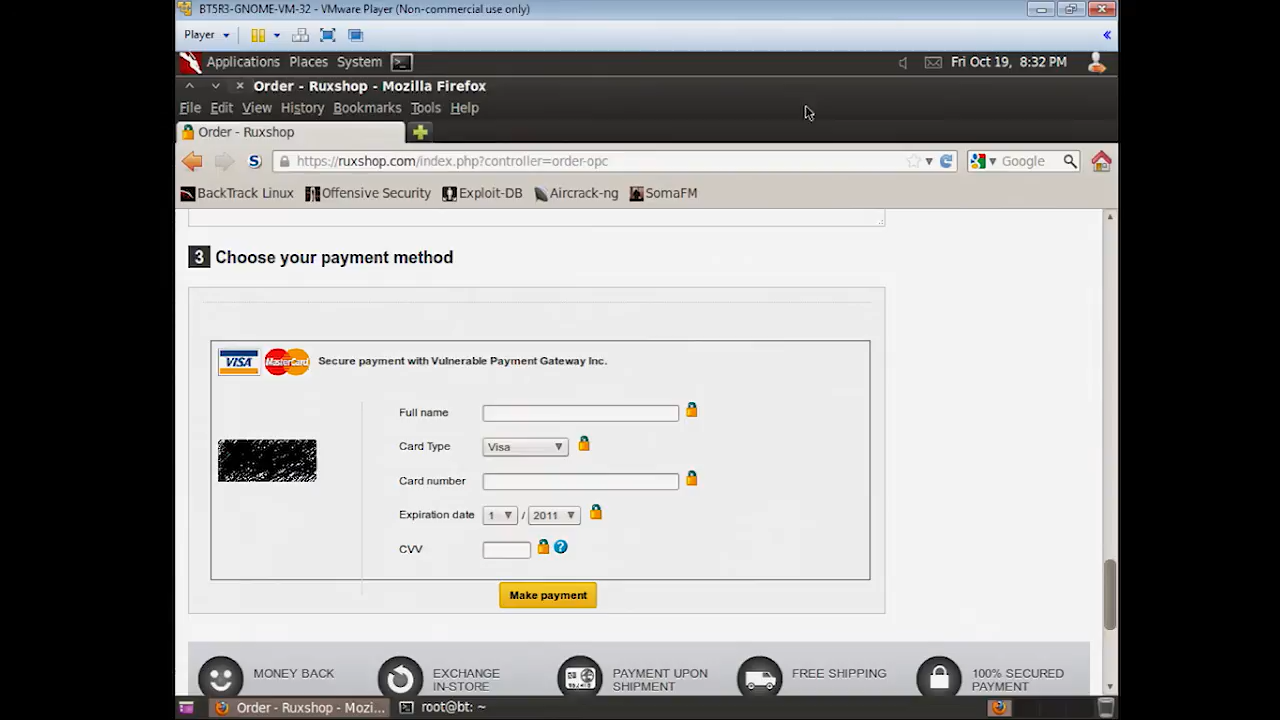 BT5R3-GNOME-VM-32 - VMware Player (Non-commercial use only)
Player
Applications Places System Fri Oct 19, 8:32 PM
Order - Ruxshop - Mozilla Firefox
File Edit View History Bookmarks Tools Help
Order - Ruxshop
https://ruxshop.com/index.php?controller=order-opc Google
BackTrack Linux Offensive Security Exploit-DB Aircrack-ng SomaFM
3 Choose your payment method
VISA MasterCard Secure payment with Vulnerable Payment Gateway Inc.
Full name
Card Type Visa
Card number
Expiration date 1 / 2011
CVV ?
Make payment
MONEY BACK
EXCHANGE
IN-STORE
PAYMENT UPON
SHIPMENT
FREE SHIPPING
100% SECURED
PAYMENT
Order - Ruxshop - Mozi... root@bt: ~